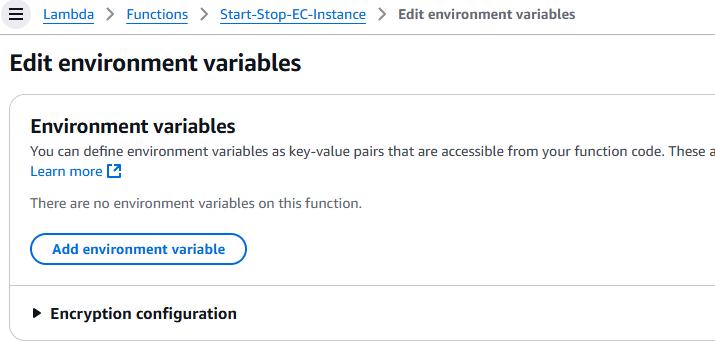 Lambda > Functions > Start-Stop-EC-Instance > Edit environment variables
Edit environment variables
Environment variables
You can define environment variables as key-value pairs that are accessible from your function code. These a
Learn more
There are no environment variables on this function.
Add environment variable
Encryption configuration